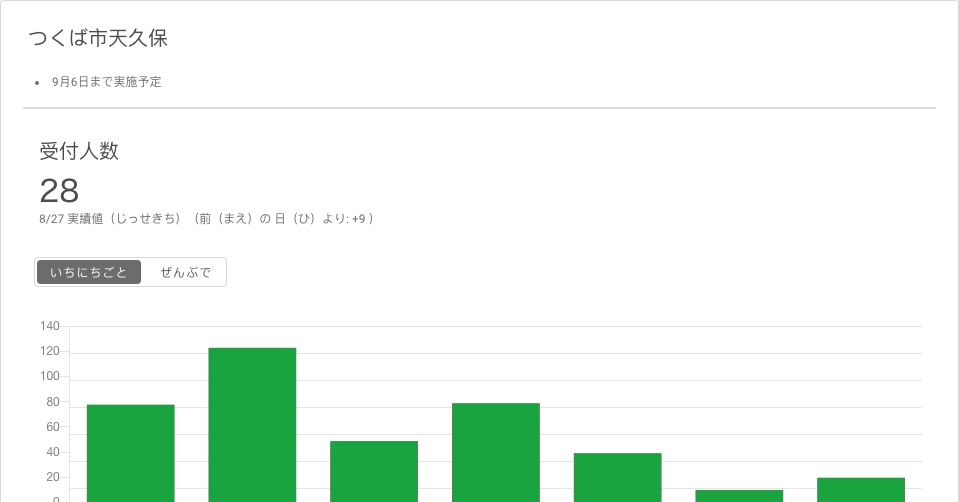 つくば市天久保
• 9月6日まで実施予定
受付人数
28
8/27 実績値（じっせきち）（前（まえ）の 日（ひ）より: +9 ）
いちにちごと ぜんぶで
140
120
100
80
60
40
20
0